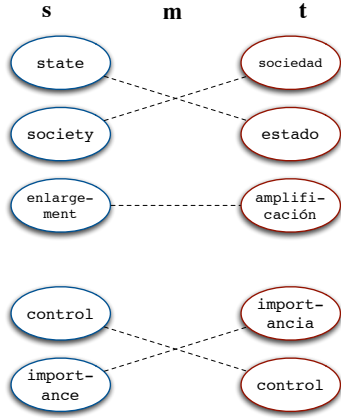 s m t
state sociedad
society estado
enlarge- amplifi-
ment cación
control import-
ancia
import-
ance control